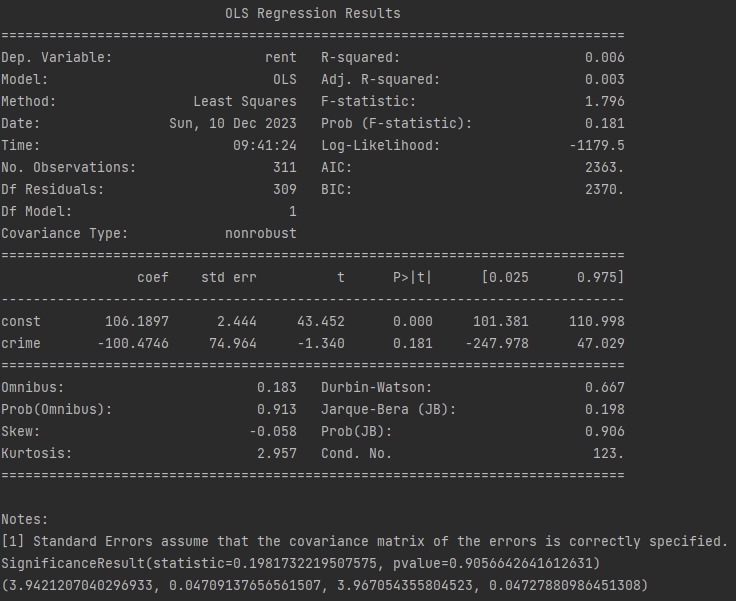 OLS Regression Results
==============================================================================
Dep. Variable:                   rent   R-squared:                       0.006
Model:                            OLS   Adj. R-squared:                  0.003
Method:                 Least Squares   F-statistic:                     1.796
Date:                Sun, 10 Dec 2023   Prob (F-statistic):              0.181
Time:                        09:41:24   Log-Likelihood:                -1179.5
No. Observations:                 311   AIC:                             2363.
Df Residuals:                     309   BIC:                             2370.
Df Model:                           1
Covariance Type:            nonrobust
==============================================================================
                 coef    std err          t      P>|t|      [0.025      0.975]
------------------------------------------------------------------------------
const        106.1897      2.444     43.452      0.000     101.381     110.998
crime       -100.4746     74.964     -1.340      0.181    -247.978      47.029
==============================================================================
Omnibus:                        0.183   Durbin-Watson:                   0.667
Prob(Omnibus):                  0.913   Jarque-Bera (JB):                0.198
Skew:                          -0.058   Prob(JB):                        0.906
Kurtosis:                       2.957   Cond. No.                         123.
==============================================================================
Notes:
[1] Standard Errors assume that the covariance matrix of the errors is correctly specified.
SignificanceResult(statistic=0.1981732219507575, pvalue=0.9056642641612631)
(3.9421207040296933, 0.04709137656561507, 3.967054355804523, 0.04727880986451308)